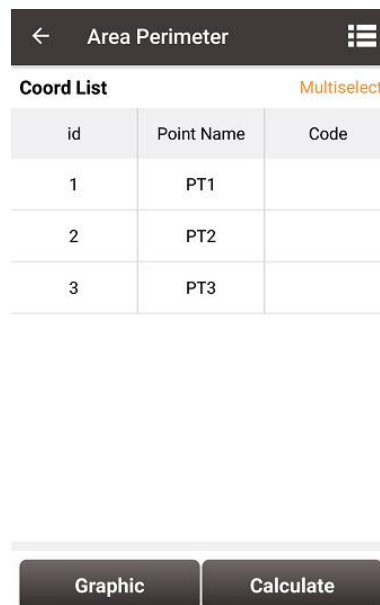 Area Perimeter
Coord List Multiselect
id Point Name Code
1 PT1
2 PT2
3 PT3
Graphic Calculate